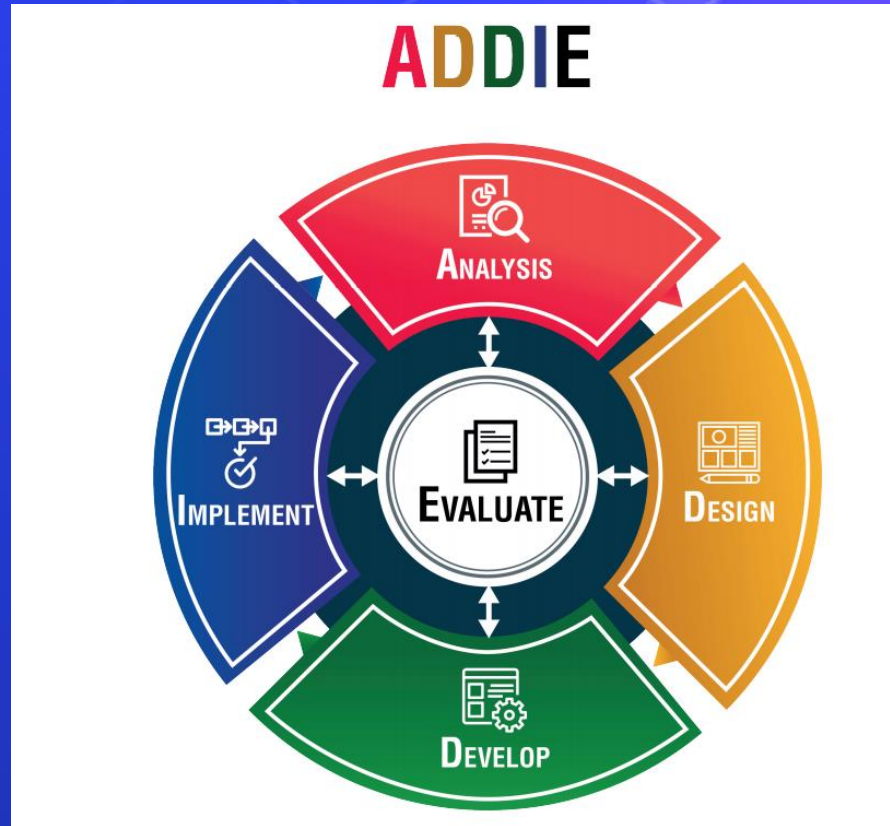 ADDIE
ANALYSIS
IMPLEMENT
EVALUATE
DESIGN
DEVELOP